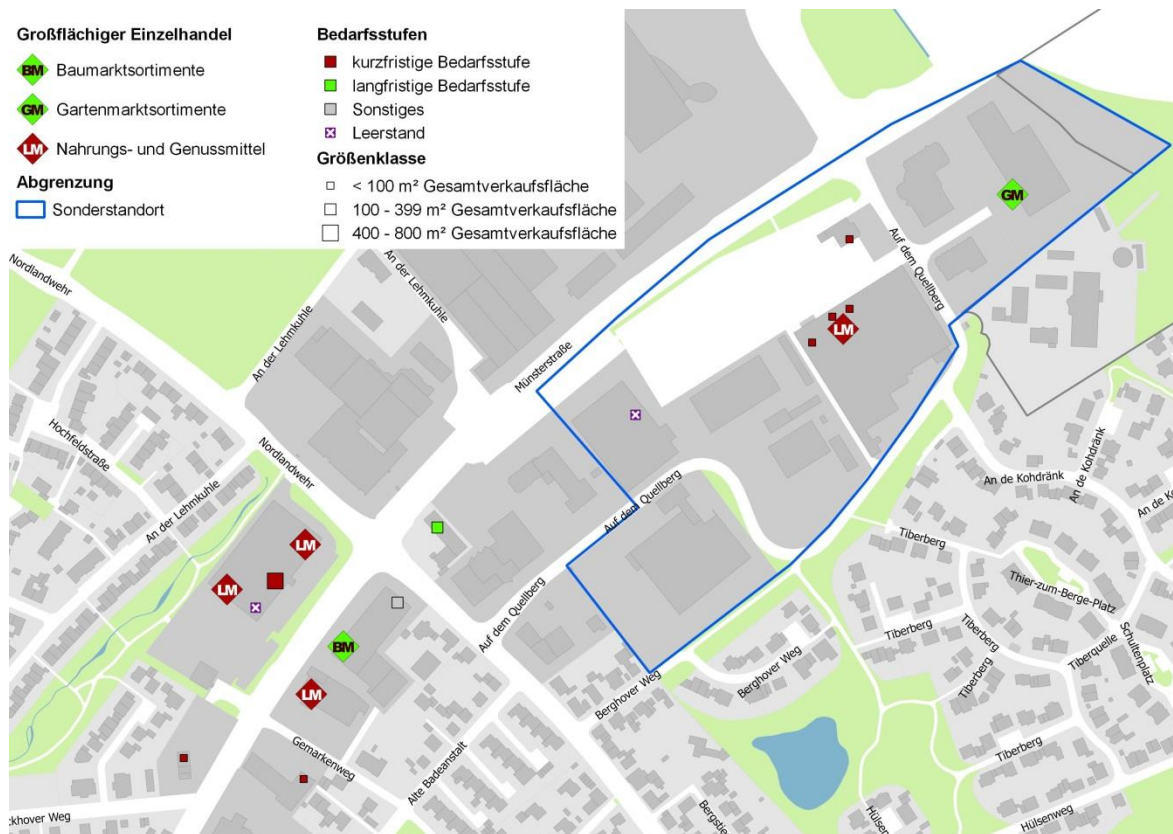 Großflächiger Einzelhandel
BM Baumarktsortimente
GM Gartenmarktsortimente
LM Nahrungs- und Genussmittel
Abgrenzung
Sonderstandort
Bedarfsstufen
kurzfristige Bedarfsstufe
langfristige Bedarfsstufe
Sonstiges
Leerstand
Größenklasse
< 100 m² Gesamtverkaufsfläche
100 - 399 m² Gesamtverkaufsfläche
400 - 800 m² Gesamtverkaufsfläche
Nordlandwehr
An der Lehmkuhle
An der Lehmkuhle
GM
Auf dem Quellberg
LM
Münsterstraße
Hochfeldstraße
Nordlandwehr
An der Lehmkuhle
Auf dem Quellberg
An de Kohdränk
An de Kohdränk
An de K
Tiberberg
Thier-zum-Berge-Platz
LM
LM
Auf dem Quellberg
Tiberberg
Tiberberg
Tiberquelle
Schultenplatz
BM
LM
Berghover Weg
Berghover Weg
Tiberberg
Gemarkenweg
Alte Badeanstalt
Tiberberg
ckhover Weg
Bergstie
Hülsen
Hülsenweg